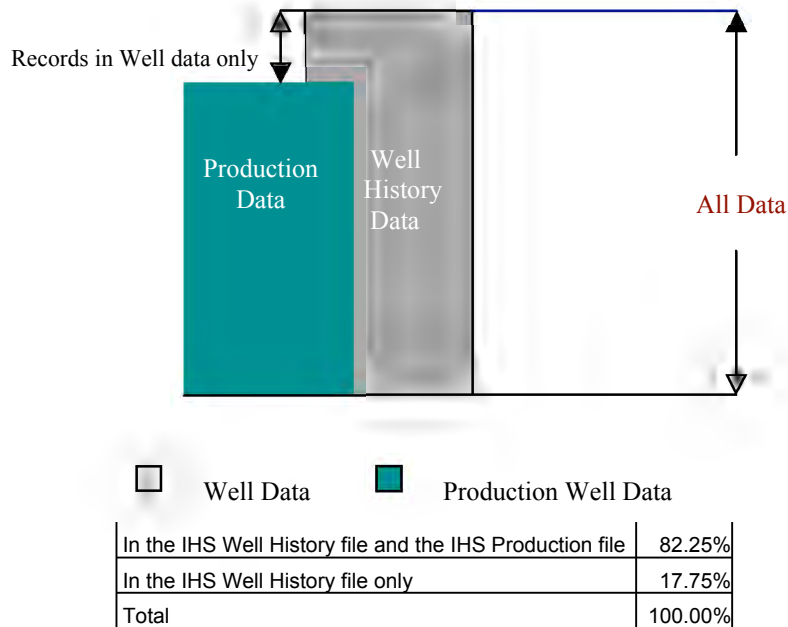 Records in Well data only
Production
Data
Well
History
Data
All Data
Well Data
Production Well Data
In the IHS Well History file and the IHS Production file 82.25%
In the IHS Well History file only 17.75%
Total 100.00%